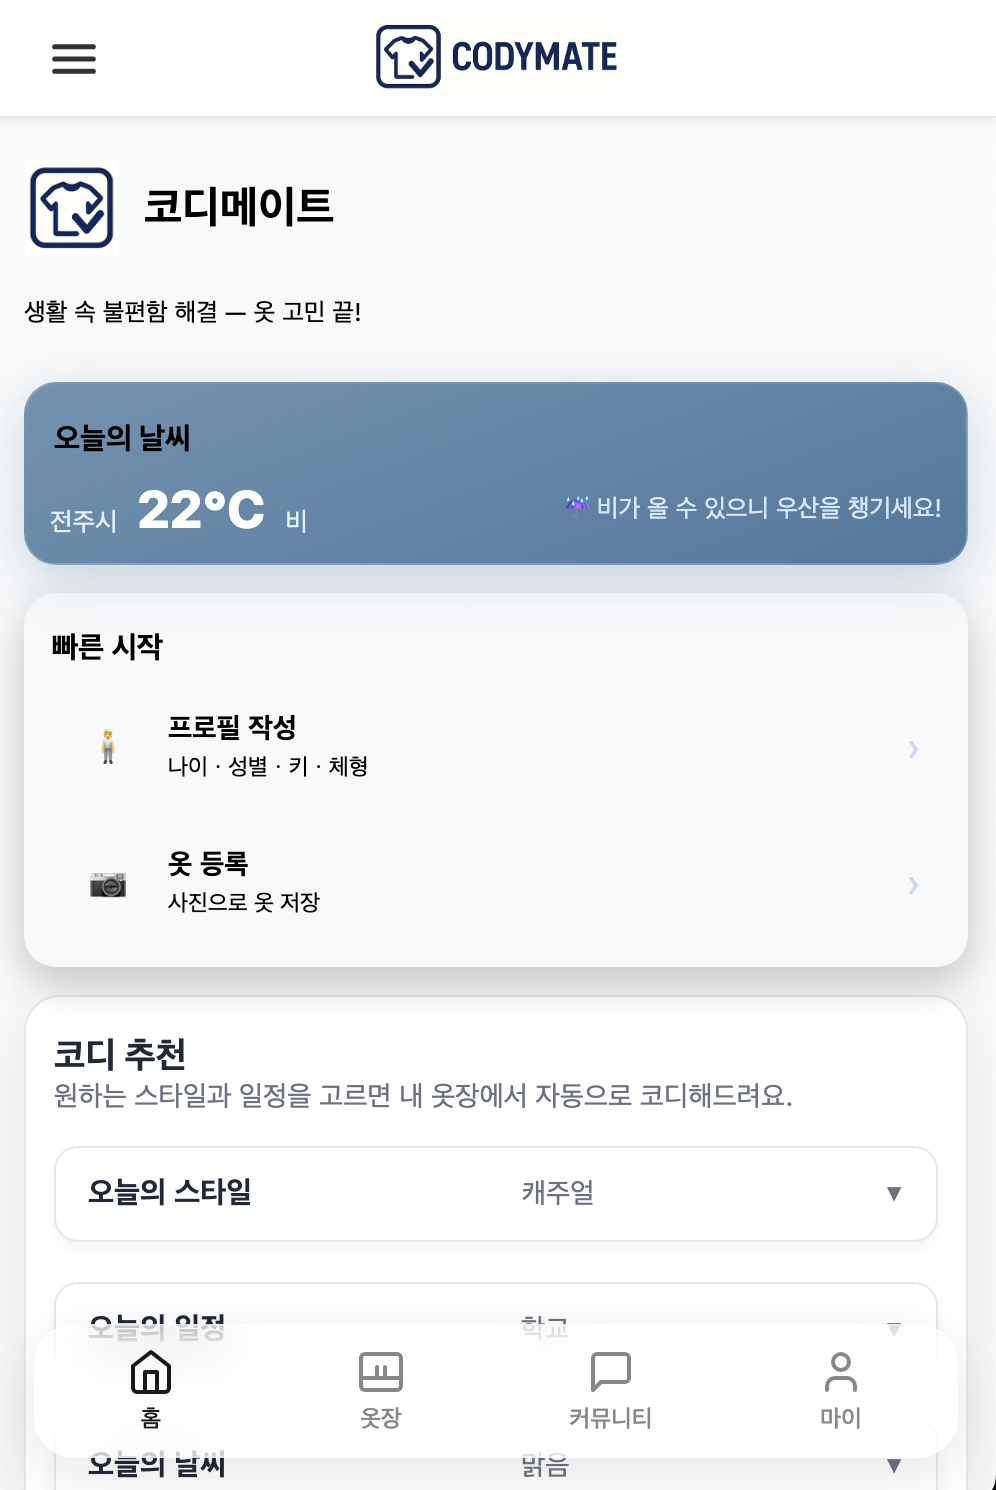 CODYMATE
코디메이트
생활 속 불편함 해결 — 옷 고민 끝!
오늘의 날씨
전주시 22°C 비
비가 올 수 있으니 우산을 챙기세요!
빠른 시작
프로필 작성
나이 · 성별 · 키 · 체형
옷 등록
사진으로 옷 저장
코디 추천
원하는 스타일과 일정을 고르면 내 옷장에서 자동으로 코디해드려요.
오늘의 스타일 캐주얼 ▼
오늘의 일정 학교 ▼
홈 옷장 커뮤니티 마이
오늘의 날씨 맑음 ▼